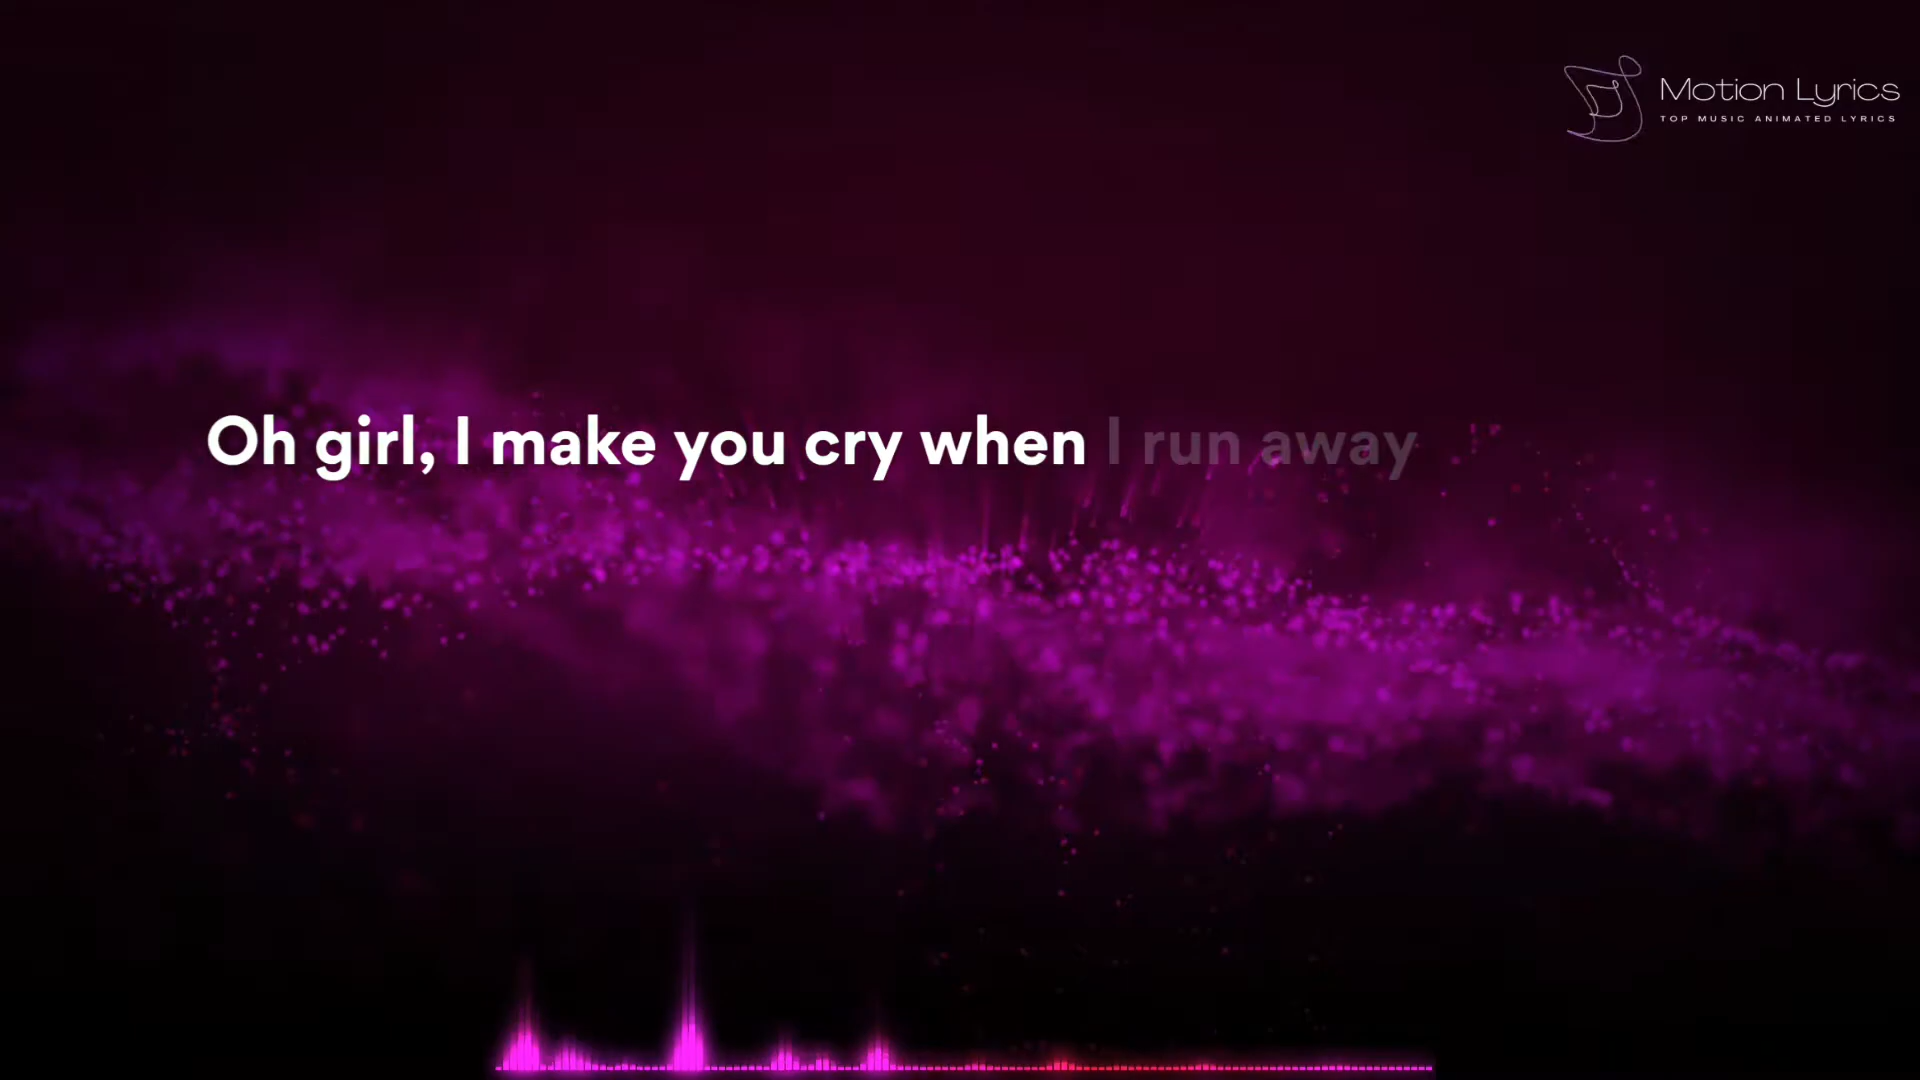 Motion Lyrics
TOP MUSIC ANIMATED LYRICS
Oh girl, I make you cry when I run away